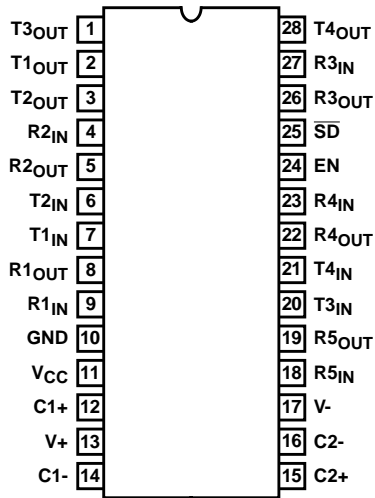 T3OUT 1 28 T4OUT
T1OUT 2 27 R3IN
T2OUT 3 26 R3OUT
R2IN 4 25 S̅D̅
R2OUT 5 24 EN
T2IN 6 23 R4IN
T1IN 7 22 R4OUT
R1OUT 8 21 T4IN
R1IN 9 20 T3IN
GND 10 19 R5OUT
VCC 11 18 R5IN
C1+ 12 17 V-
V+ 13 16 C2-
C1- 14 15 C2+